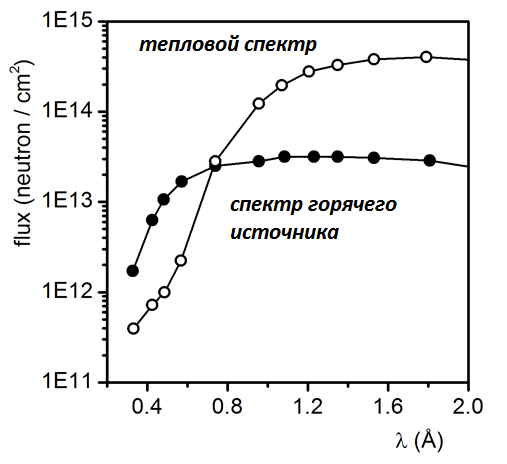 1E15
тепловой спектр
1E14
1E13
спектр горячего
источника
1E12
1E11
flux (neutron / cm²)
0.4 0.8 1.2 1.6 2.0
λ (Å)